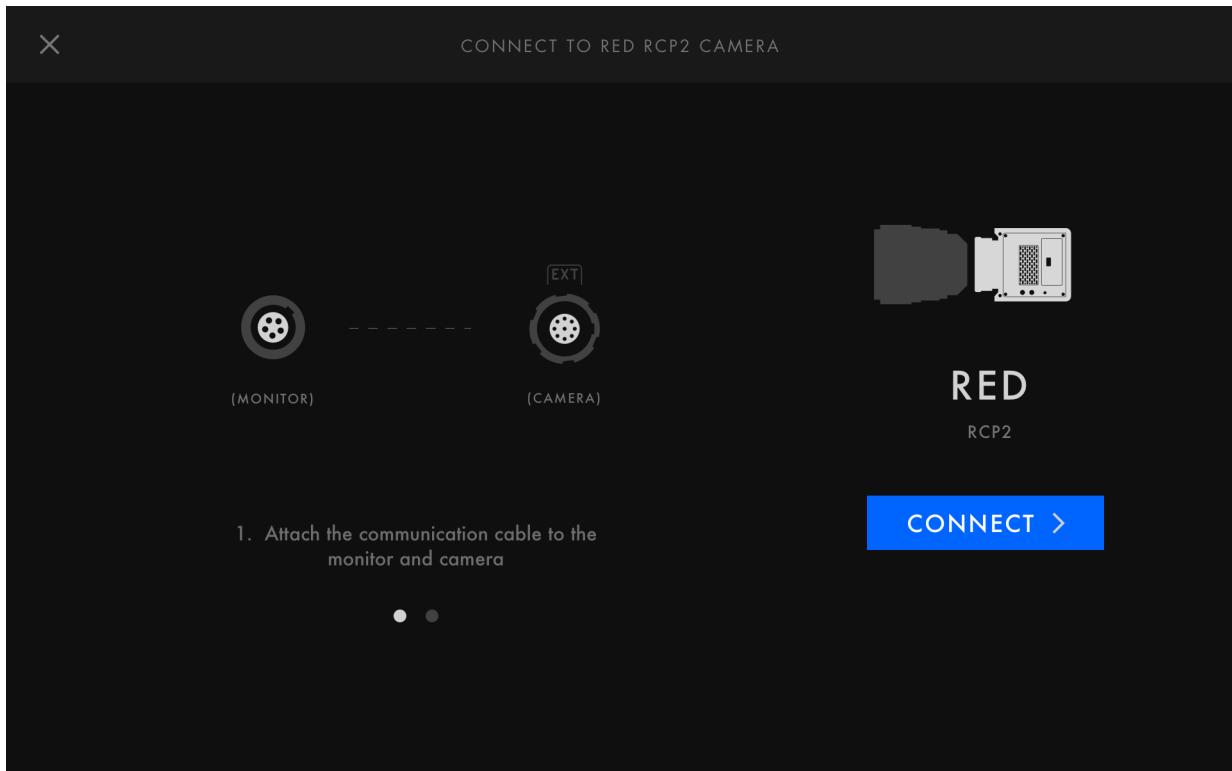 CONNECT TO RED RCP2 CAMERA
EXT
(MONITOR)
(CAMERA)
1. Attach the communication cable to the
monitor and camera
RED
RCP2
CONNECT >